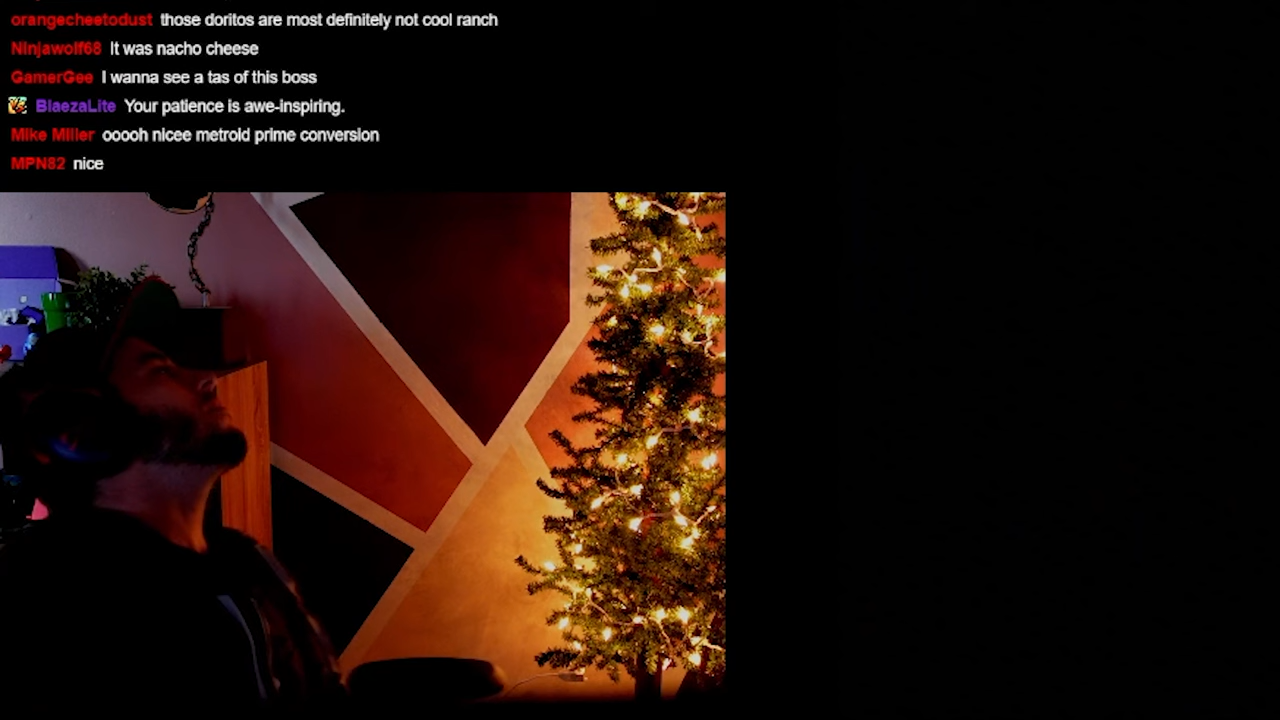 orangecheetodust those doritos are most definitely not cool ranch
Ninjawolf68 It was nacho cheese
GamerGee I wanna see a tas of this boss
BlaezaLite Your patience is awe-inspiring.
Mike Miller ooooh nicee metroid prime conversion
MPN82 nice